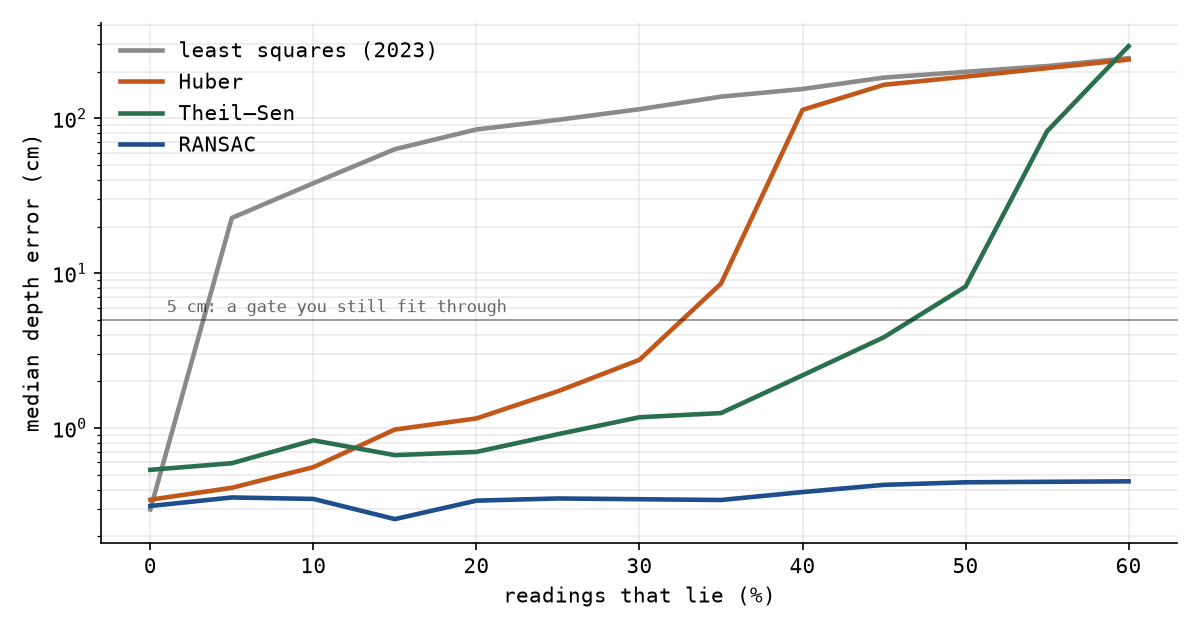 least squares (2023)
Huber
Theil–Sen
RANSAC
10²
10¹
10⁰
median depth error (cm)
5 cm: a gate you still fit through
0 10 20 30 40 50 60
readings that lie (%)